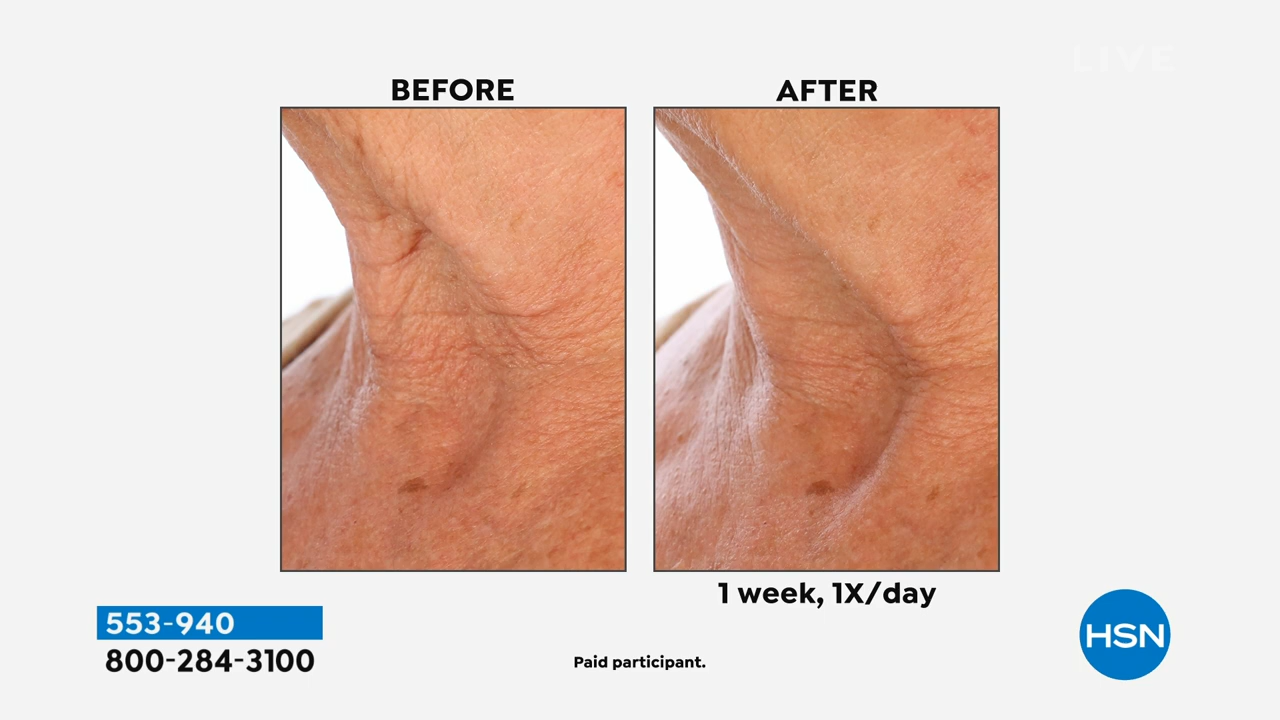 LIVE
BEFORE
AFTER
1 week, 1X/day
553-940
800-284-3100
Paid participant.
HSN